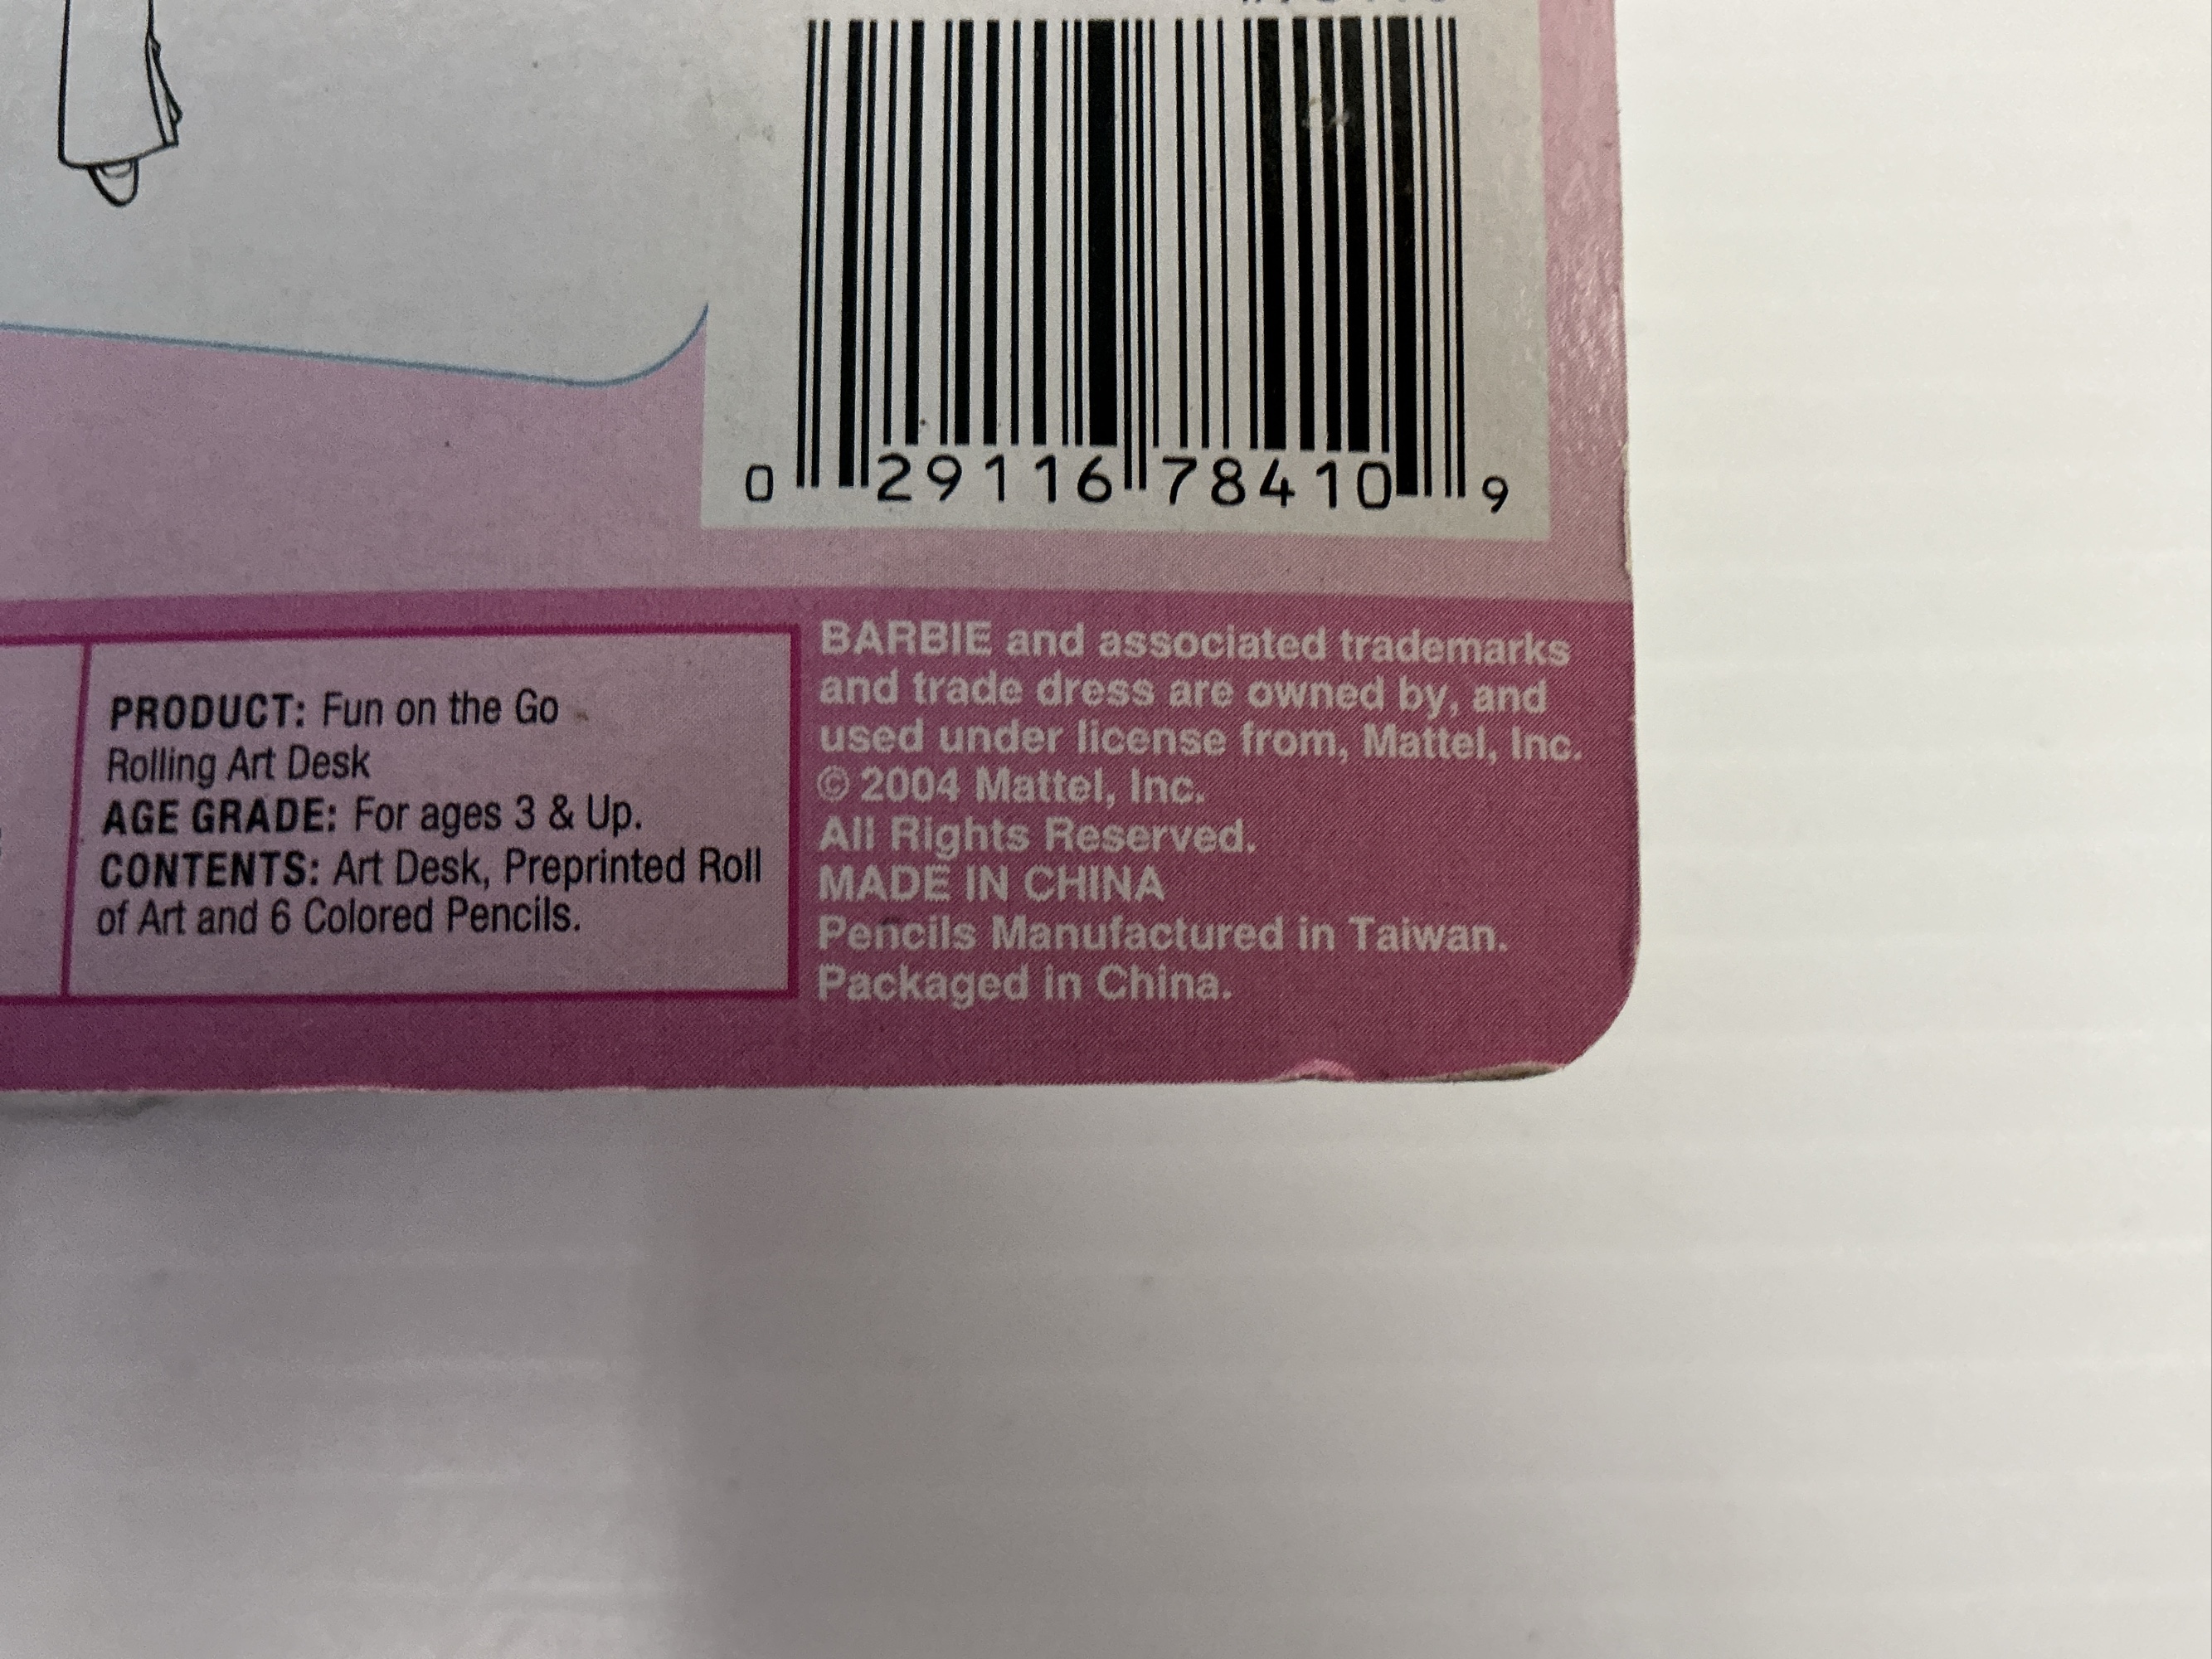 0 29116 78410 9
PRODUCT: Fun on the Go
Rolling Art Desk
AGE GRADE: For ages 3 & Up.
CONTENTS: Art Desk, Preprinted Roll
of Art and 6 Colored Pencils.
BARBIE and associated trademarks
and trade dress are owned by, and
used under license from, Mattel, Inc.
© 2004 Mattel, Inc.
All Rights Reserved.
MADE IN CHINA
Pencils Manufactured in Taiwan.
Packaged in China.